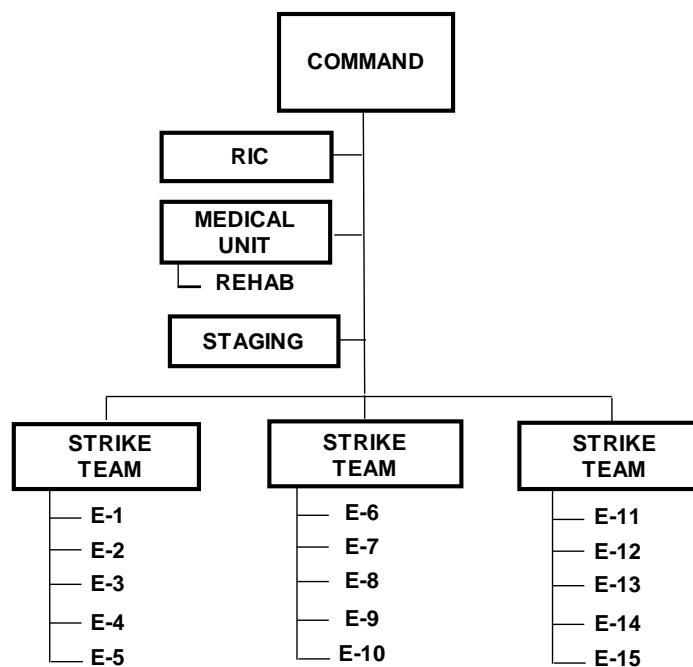 COMMAND
RIC
MEDICAL
UNIT
REHAB
STAGING
STRIKE
TEAM
E-1
E-2
E-3
E-4
E-5
STRIKE
TEAM
E-6
E-7
E-8
E-9
E-10
STRIKE
TEAM
E-11
E-12
E-13
E-14
E-15